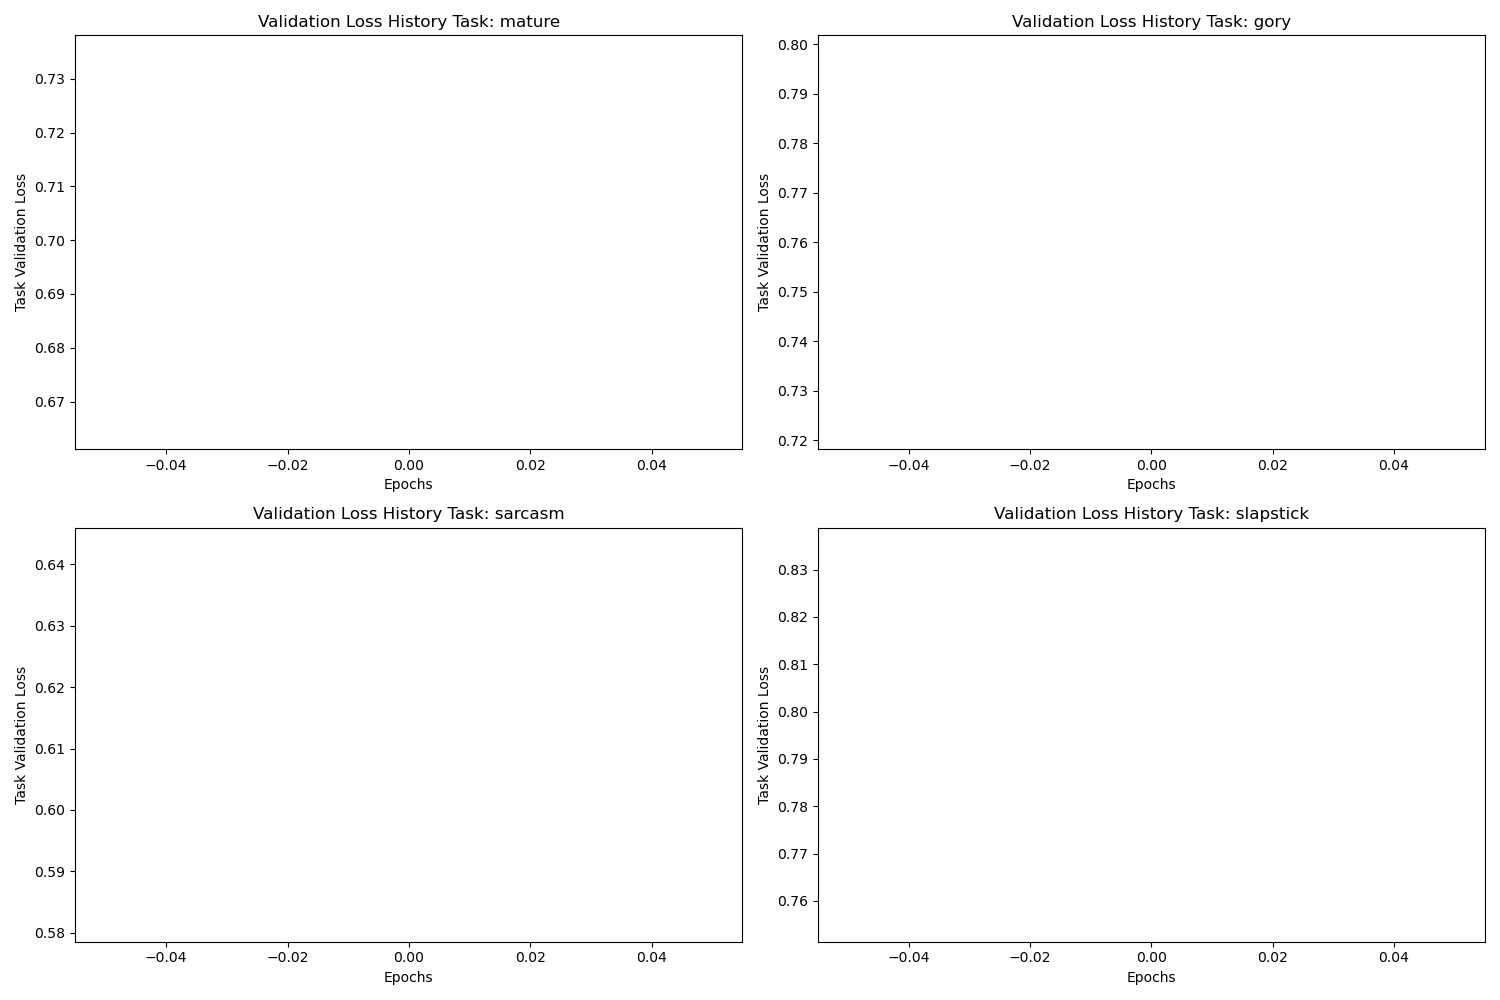 Validation Loss History Task: mature
Task Validation Loss
0.73
0.72
0.71
0.70
0.69
0.68
0.67
−0.04 −0.02 0.00 0.02 0.04
Epochs
Validation Loss History Task: gory
Task Validation Loss
0.80
0.79
0.78
0.77
0.76
0.75
0.74
0.73
0.72
−0.04 −0.02 0.00 0.02 0.04
Epochs
Validation Loss History Task: sarcasm
Task Validation Loss
0.64
0.63
0.62
0.61
0.60
0.59
0.58
−0.04 −0.02 0.00 0.02 0.04
Epochs
Validation Loss History Task: slapstick
Task Validation Loss
0.83
0.82
0.81
0.80
0.79
0.78
0.77
0.76
−0.04 −0.02 0.00 0.02 0.04
Epochs